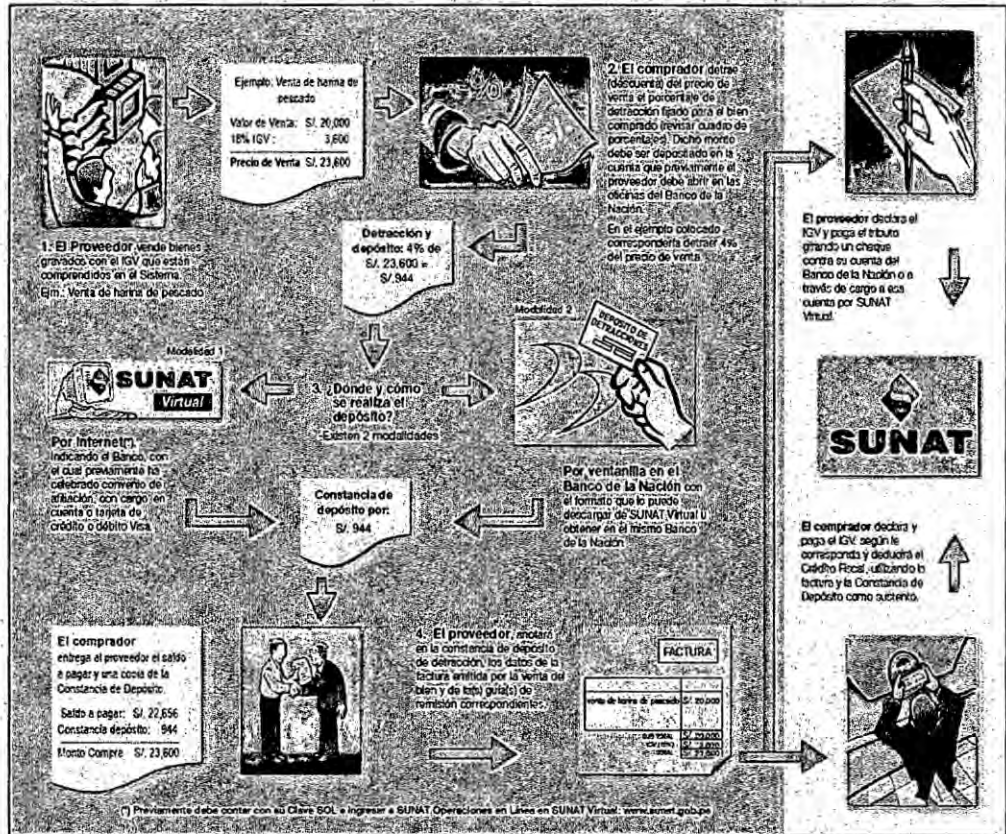 Ejemplo: Venta de harina de
pescado
Valor de Venta: S/. 20,000
18% IGV : 3,600
Precio de Venta S/. 23,600
1. El Proveedor vende bienes
gravados con el IGV que están
comprendidos en el Sistema.
Ejm.: Venta de harina de pescado
2. El comprador detrae
(descuenta) del precio de
venta el porcentaje de
detracción fijado para el bien
comprado (revisar cuadro de
porcentajes). Dicho monto
debe ser depositado en la
cuenta que previamente el
proveedor debe abrir en las
oficinas del Banco de la
Nación.
En el ejemplo colocado
correspondería detraer 4%
del precio de venta.
Detracción y
depósito: 4% de
S/. 23,600 =
S/.944
3. ¿Dónde y cómo
se realiza el
depósito?
Existen 2 modalidades
Modalidad 1
SUNAT
Virtual
Por Internet(*),
indicando el Banco, con
el cual previamente ha
celebrado convenio de
afiliación, con cargo en
cuenta o tarjeta de
crédito o débito Visa.
Modalidad 2
DEPOSITO DE
DETRACCIONES
Por ventanilla en el
Banco de la Nación con
el formato que lo puede
descargar de SUNAT Virtual u
obtener en el mismo Banco
de la Nación
Constancia de
depósito por:
S/. 944
El comprador
entrega al proveedor el saldo
a pagar y una copia de la
Constancia de Depósito.
Saldo a pagar: S/. 22,656
Constancia depósito: 944
Monto Compra S/. 23,600
4. El proveedor, anotará
en la constancia de depósito
de detracción, los datos de la
factura emitida por la venta del
bien y de la(s) guía(s) de
remisión correspondientes.
FACTURA
venta de harina de pescado S/. 20,000
SUB TOTAL S/. 20,000
TOTAL S/. 23,600
El proveedor declara el
IGV y paga el tributo
girando un cheque
contra su cuenta del
Banco de la Nación o a
través de cargo a esa
cuenta por SUNAT
Virtual.
SUNAT
El comprador declara y
paga el IGV según le
corresponda y deducirá el
Crédito Fiscal, utilizando la
factura y la Constancia de
Depósito como sustento.
(*) Previamente debe contar con su Clave SOL e ingresar a SUNAT Operaciones en Línea en SUNAT Virtual: www.sunat.gob.pe